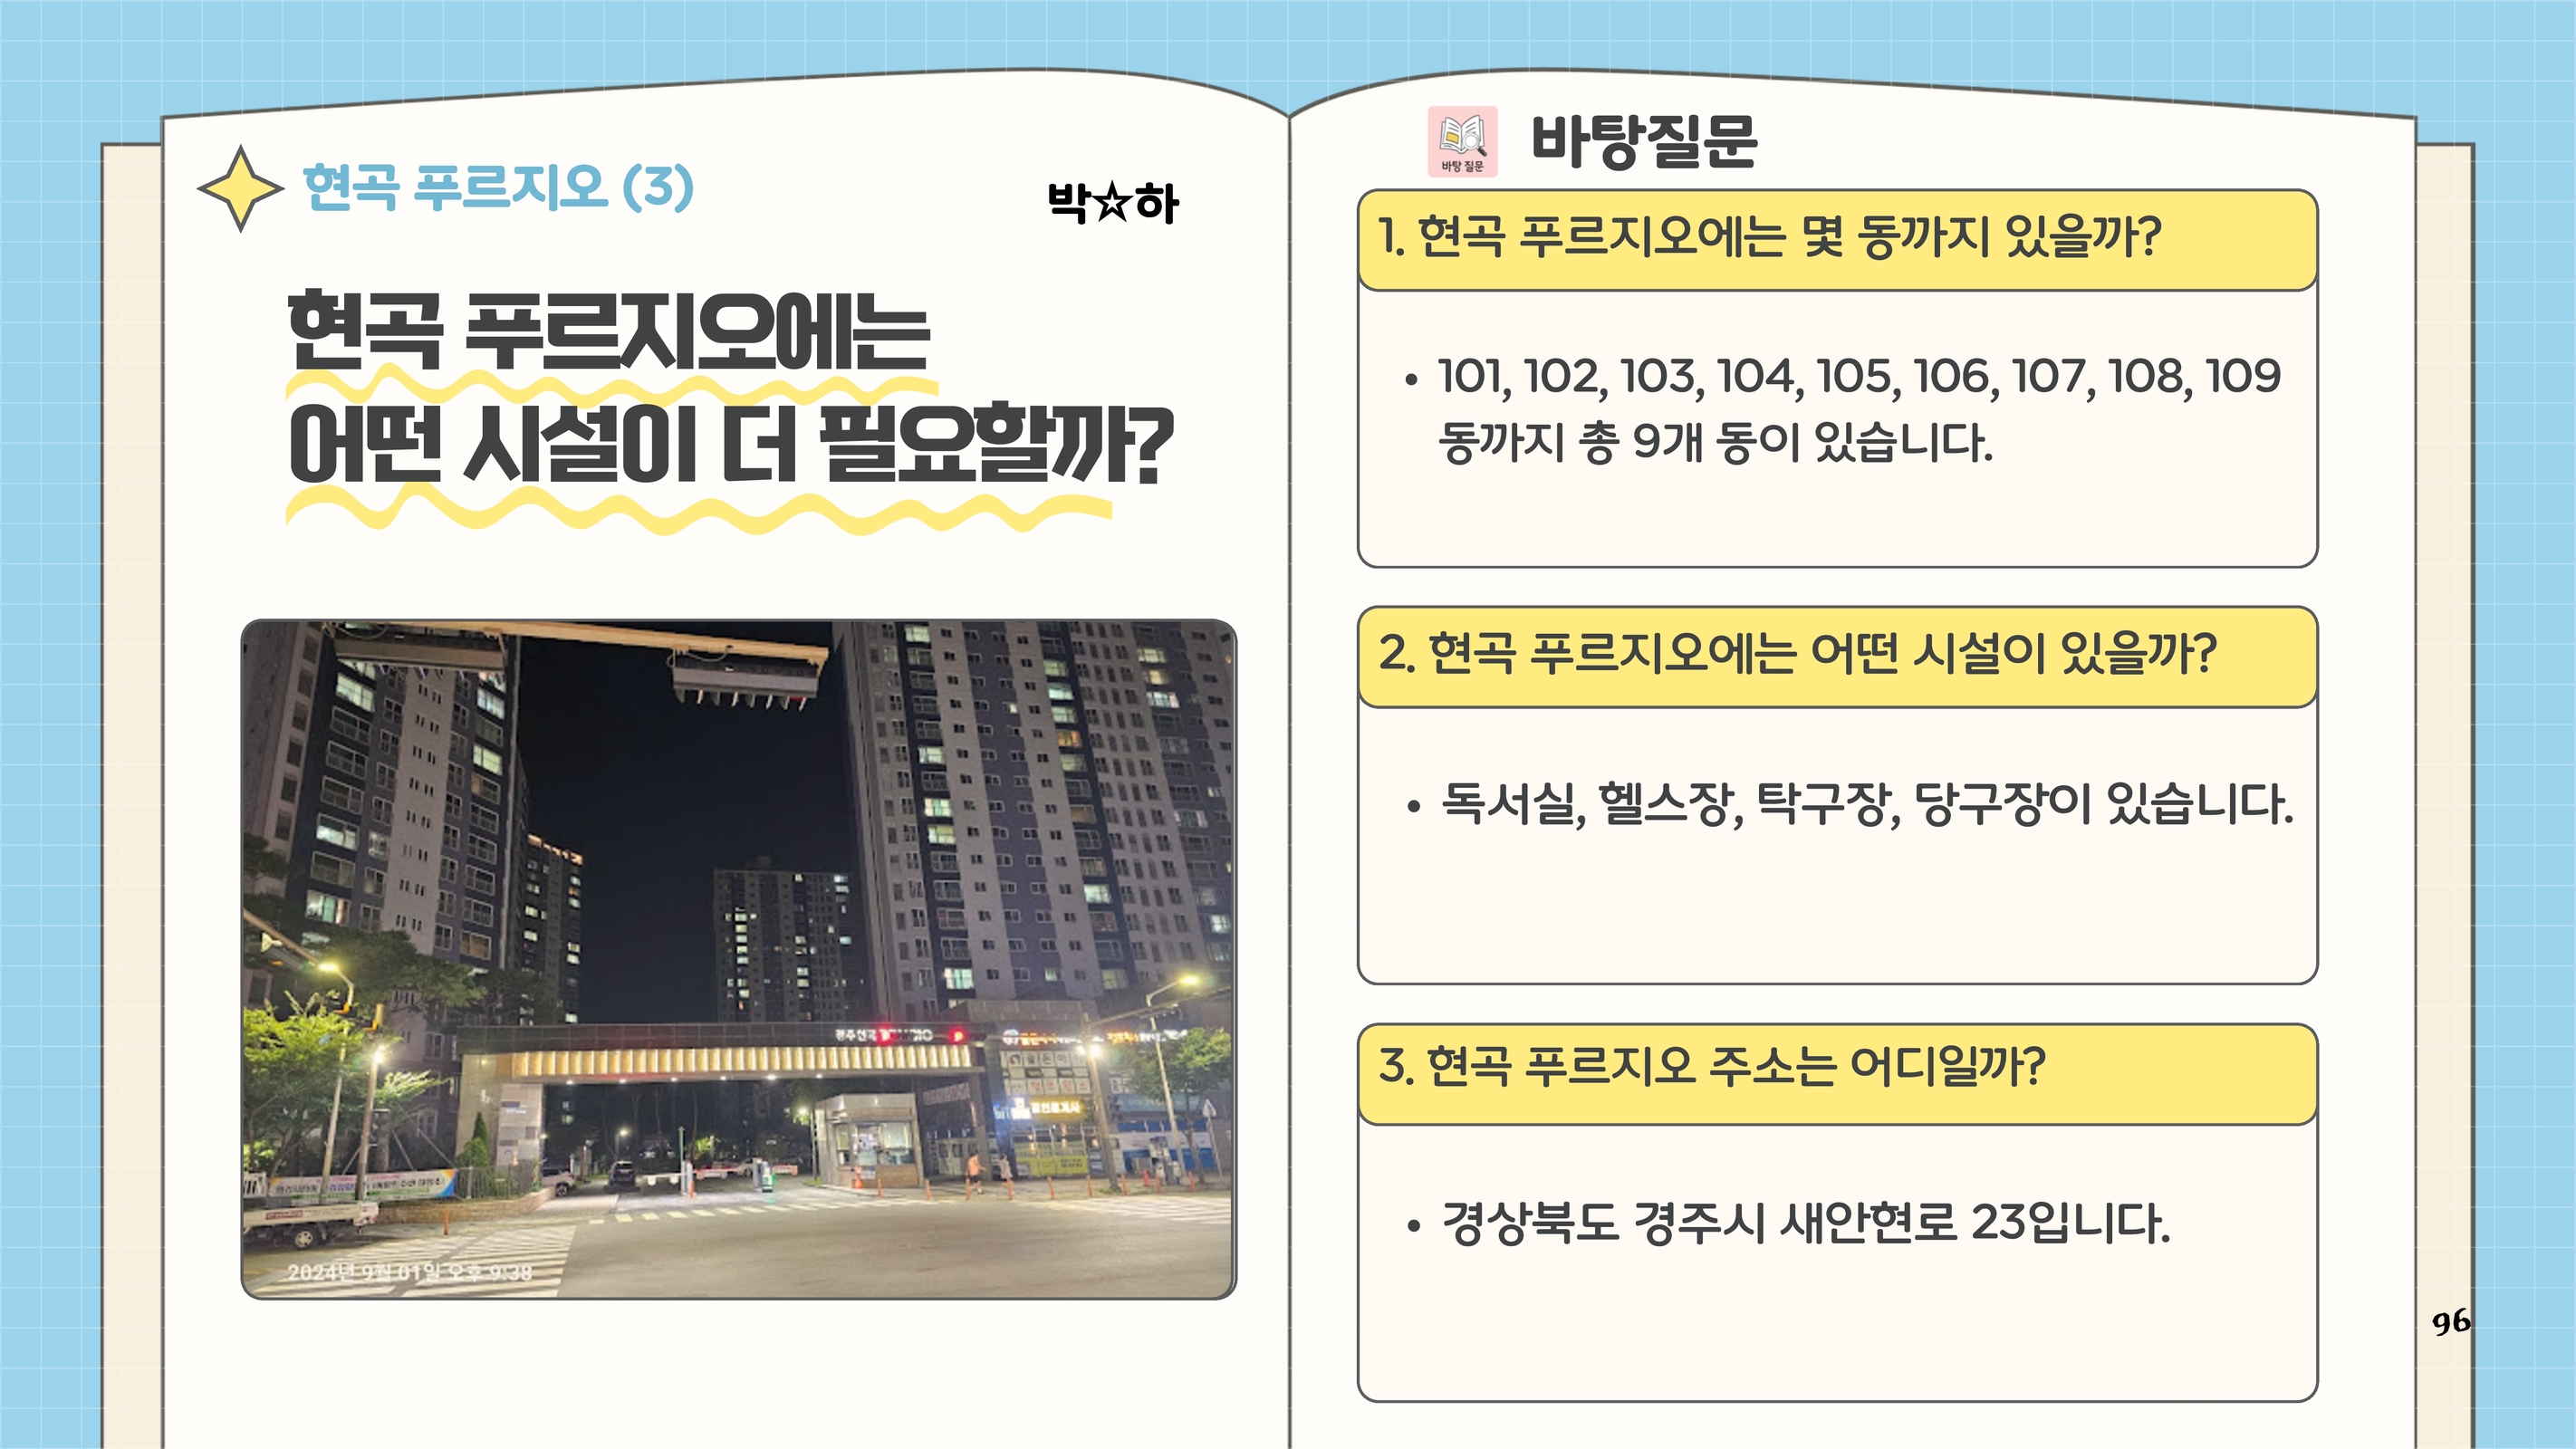 현곡 푸르지오 (3)
박☆하
현곡 푸르지오에는
어떤 시설이 더 필요할까?
2024년 9월 01일 오후 9:38
바탕 질문
바탕질문
1. 현곡 푸르지오에는 몇 동까지 있을까?
• 101, 102, 103, 104, 105, 106, 107, 108, 109
동까지 총 9개 동이 있습니다.
2. 현곡 푸르지오에는 어떤 시설이 있을까?
• 독서실, 헬스장, 탁구장, 당구장이 있습니다.
3. 현곡 푸르지오 주소는 어디일까?
• 경상북도 경주시 새안현로 23입니다.
96